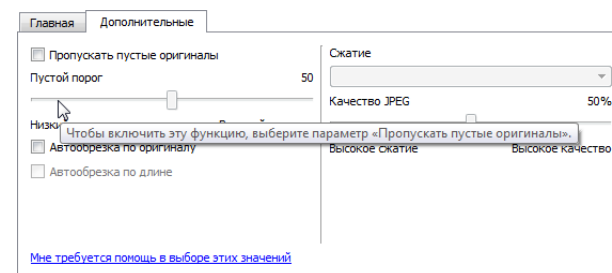 Главная Дополнительные
Пропускать пустые оригиналы
Пустой порог 50
Низки
Автообрезка по оригиналу
Автообрезка по длине
Мне требуется помощь в выборе этих значений
Сжатие
Качество JPEG 50%
Чтобы включить эту функцию, выберите параметр «Пропускать пустые оригиналы».
Высокое сжатие Высокое качество